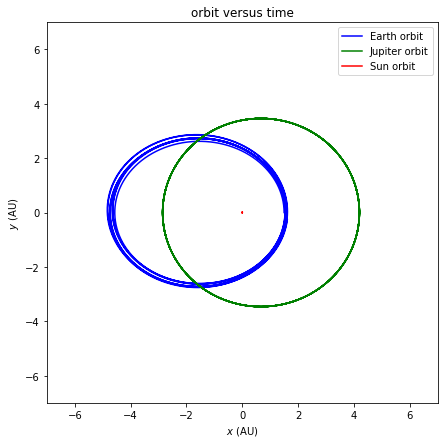 orbit versus time
Earth orbit
Jupiter orbit
Sun orbit
y (AU)
6
4
2
0
−2
−4
−6
−6
−4
−2
0
2
4
6
x (AU)